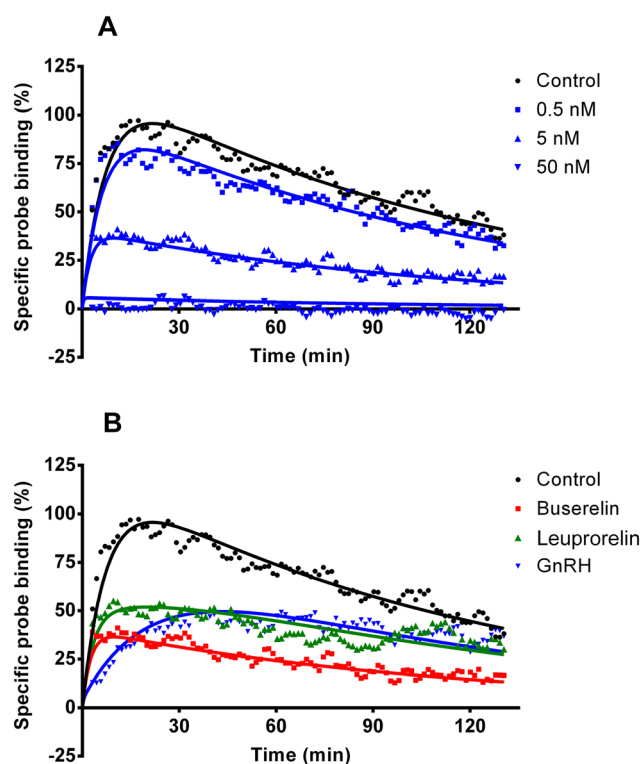 A
125
100
75
50
25
0
-25
Specific probe binding (%)
30
60
90
120
Time (min)
Control
0.5 nM
5 nM
50 nM
B
125
100
75
50
25
0
-25
Specific probe binding (%)
30
60
90
120
Time (min)
Control
Buserelin
Leuprorelin
GnRH